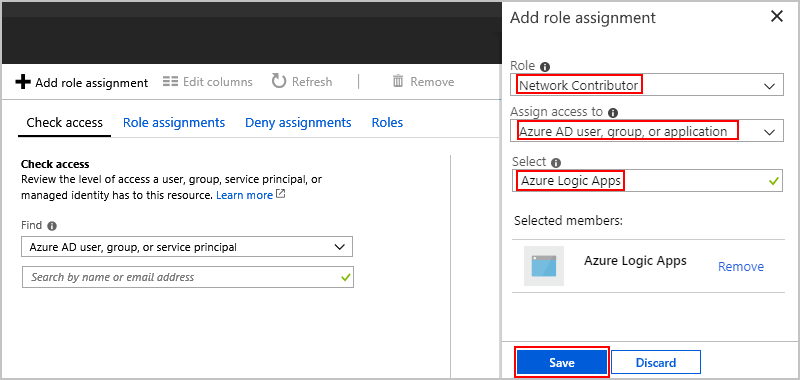 Add role assignment
Edit columns
Refresh
Remove
Check access
Role assignments
Deny assignments
Roles
Check access
Review the level of access a user, group, service principal, or
managed identity has to this resource. Learn more
Find
Azure AD user, group, or service principal
Search by name or email address
Add role assignment
Role
Network Contributor
Assign access to
Azure AD user, group, or application
Select
Azure Logic Apps
Selected members:
Azure Logic Apps
Remove
Save
Discard